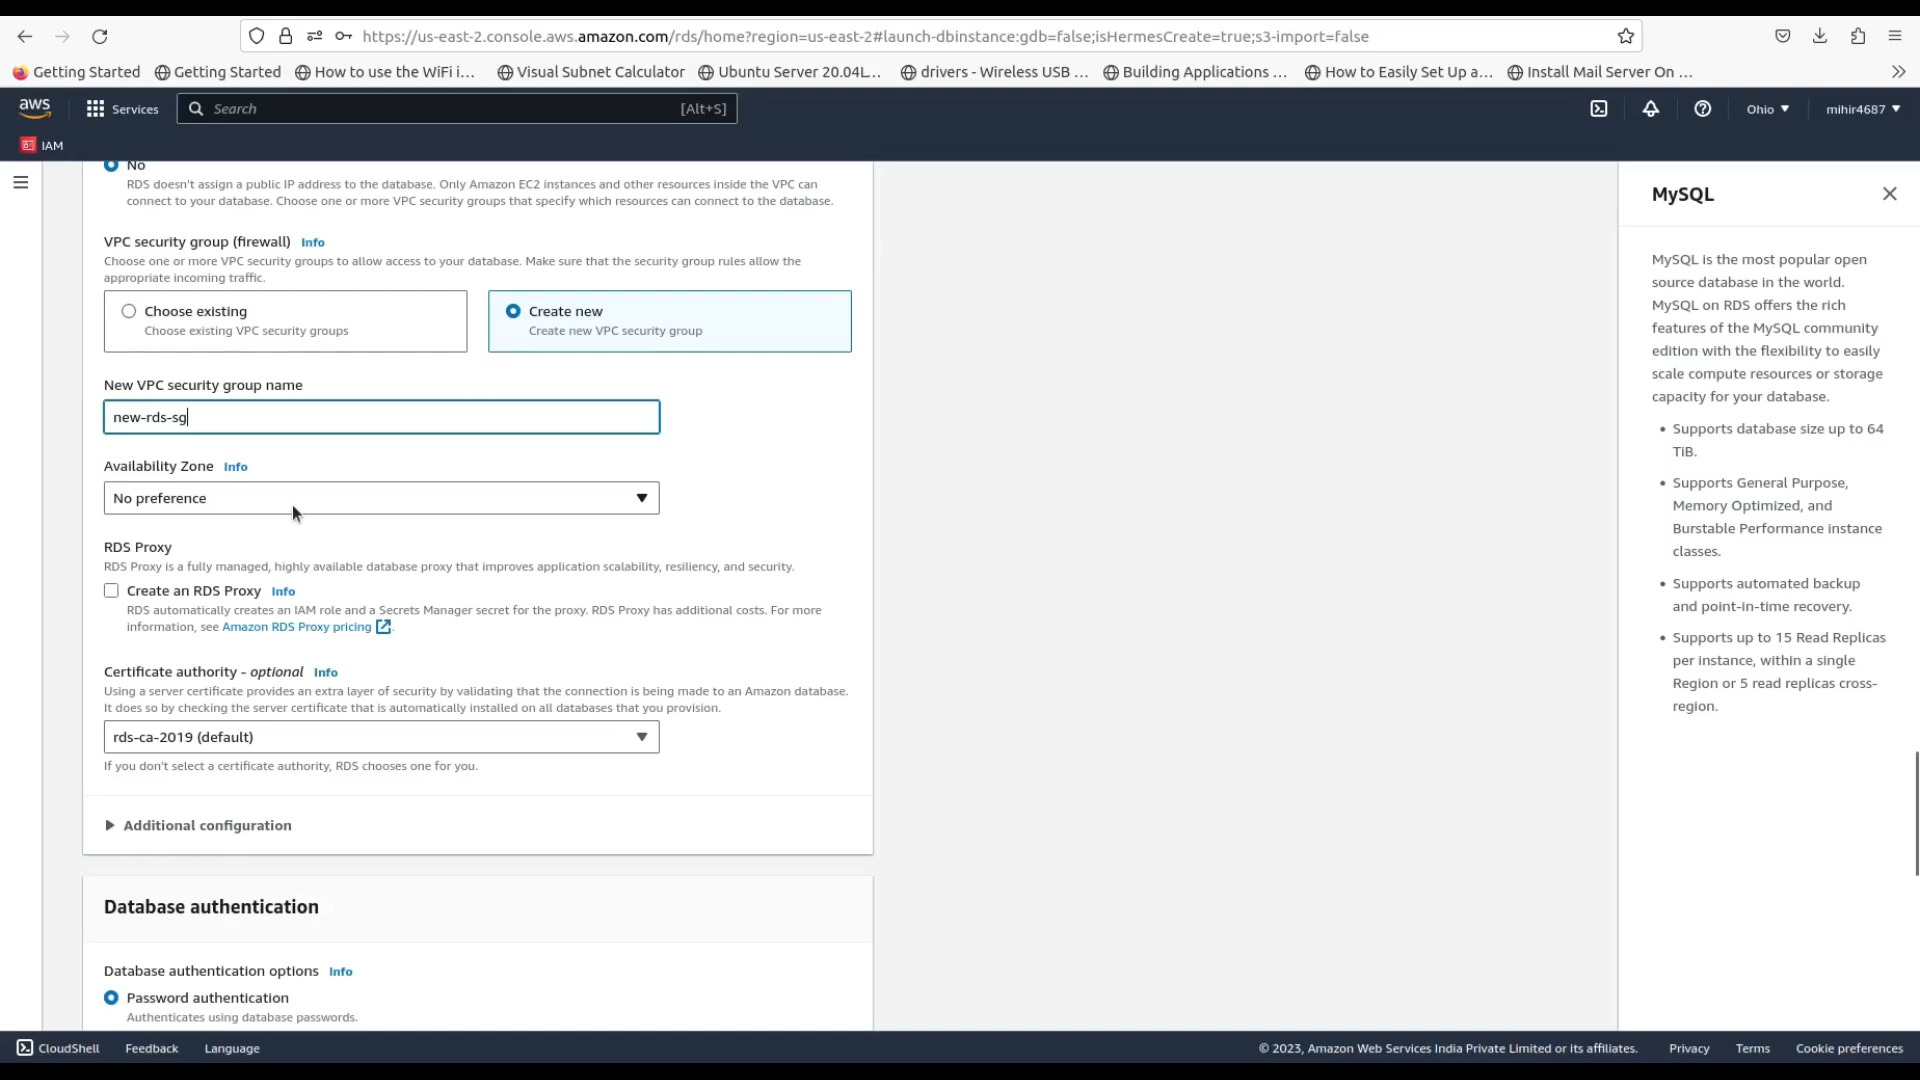 https://us-east-2.console.aws.amazon.com/rds/home?region=us-east-2#launch-dbinstance:gdb=false;isHermesCreate=true;s3-import=false
Getting Started
Getting Started
How to use the WiFi i...
Visual Subnet Calculator
Ubuntu Server 20.04L...
drivers - Wireless USB ...
Building Applications ...
How to Easily Set Up a...
Install Mail Server On ...
aws
Services
Search
[Alt+S]
Ohio
mihir4687
IAM
No
RDS doesn't assign a public IP address to the database. Only Amazon EC2 instances and other resources inside the VPC can
connect to your database. Choose one or more VPC security groups that specify which resources can connect to the database.
VPC security group (firewall) Info
Choose one or more VPC security groups to allow access to your database. Make sure that the security group rules allow the
appropriate incoming traffic.
Choose existing
Choose existing VPC security groups
Create new
Create new VPC security group
New VPC security group name
new-rds-sg
Availability Zone Info
No preference
RDS Proxy
RDS Proxy is a fully managed, highly available database proxy that improves application scalability, resiliency, and security.
Create an RDS Proxy Info
RDS automatically creates an IAM role and a Secrets Manager secret for the proxy. RDS Proxy has additional costs. For more
information, see Amazon RDS Proxy pricing.
Certificate authority - optional Info
Using a server certificate provides an extra layer of security by validating that the connection is being made to an Amazon database.
It does so by checking the server certificate that is automatically installed on all databases that you provision.
rds-ca-2019 (default)
If you don't select a certificate authority, RDS chooses one for you.
Additional configuration
Database authentication
Database authentication options Info
Password authentication
Authenticates using database passwords.
MySQL
MySQL is the most popular open
source database in the world.
MySQL on RDS offers the rich
features of the MySQL community
edition with the flexibility to easily
scale compute resources or storage
capacity for your database.
• Supports database size up to 64
TiB.
• Supports General Purpose,
Memory Optimized, and
Burstable Performance instance
classes.
• Supports automated backup
and point-in-time recovery.
• Supports up to 15 Read Replicas
per instance, within a single
Region or 5 read replicas cross-
region.
CloudShell
Feedback
Language
© 2023, Amazon Web Services India Private Limited or its affiliates.
Privacy
Terms
Cookie preferences